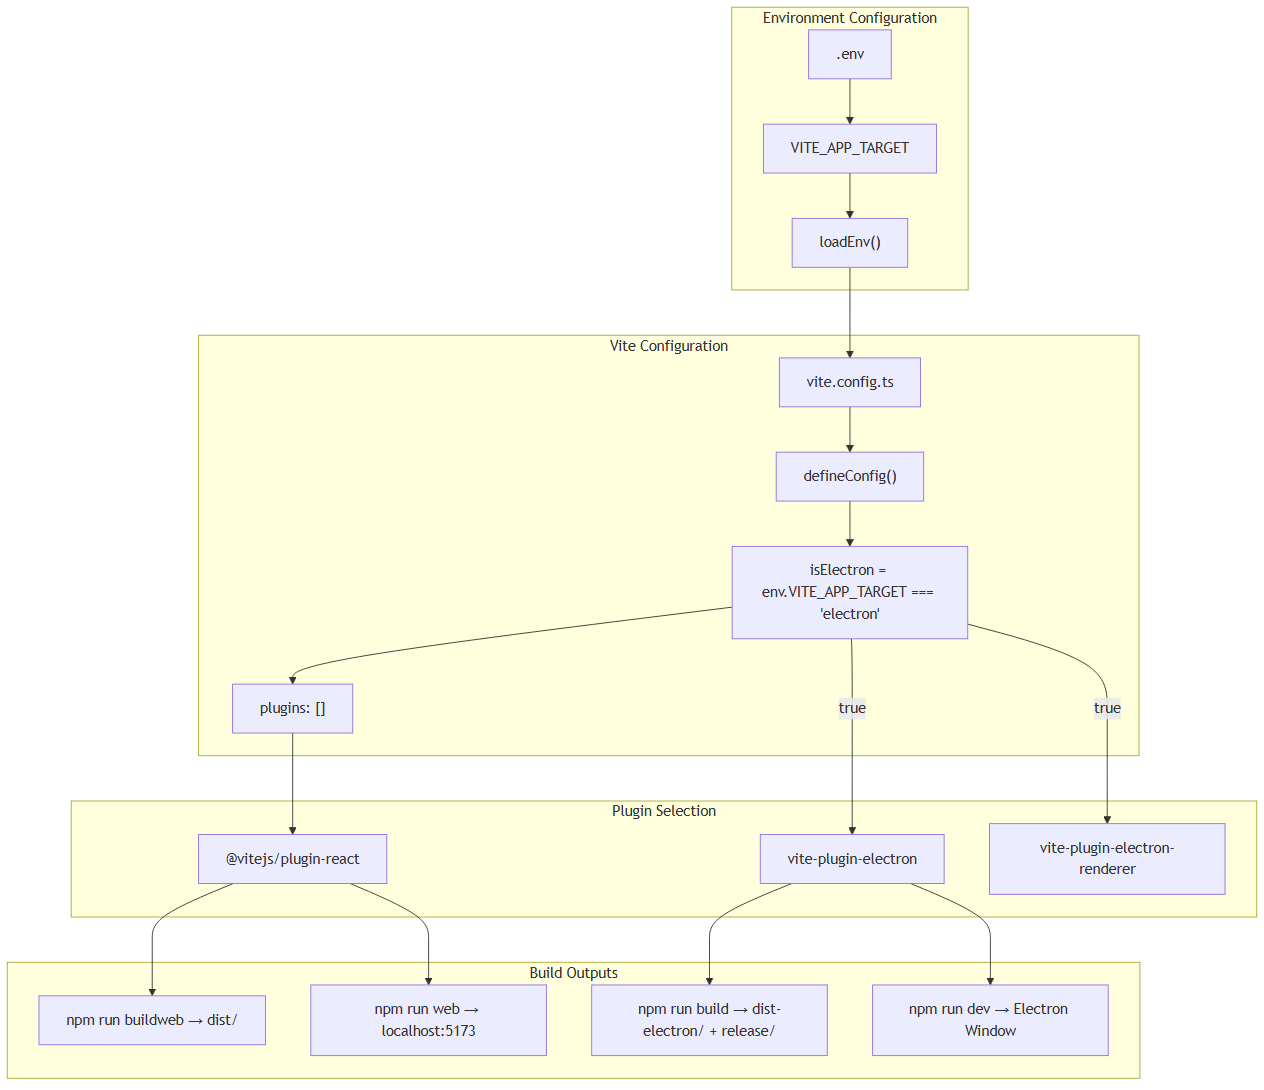 Environment Configuration
.env
VITE_APP_TARGET
loadEnv()
Vite Configuration
vite.config.ts
defineConfig()
isElectron =
env.VITE_APP_TARGET ===
'electron'
plugins: []
true
true
Plugin Selection
@vitejs/plugin-react
vite-plugin-electron
vite-plugin-electron-
renderer
Build Outputs
npm run buildweb → dist/
npm run web →
localhost:5173
npm run build → dist-
electron/ + release/
npm run dev → Electron
Window